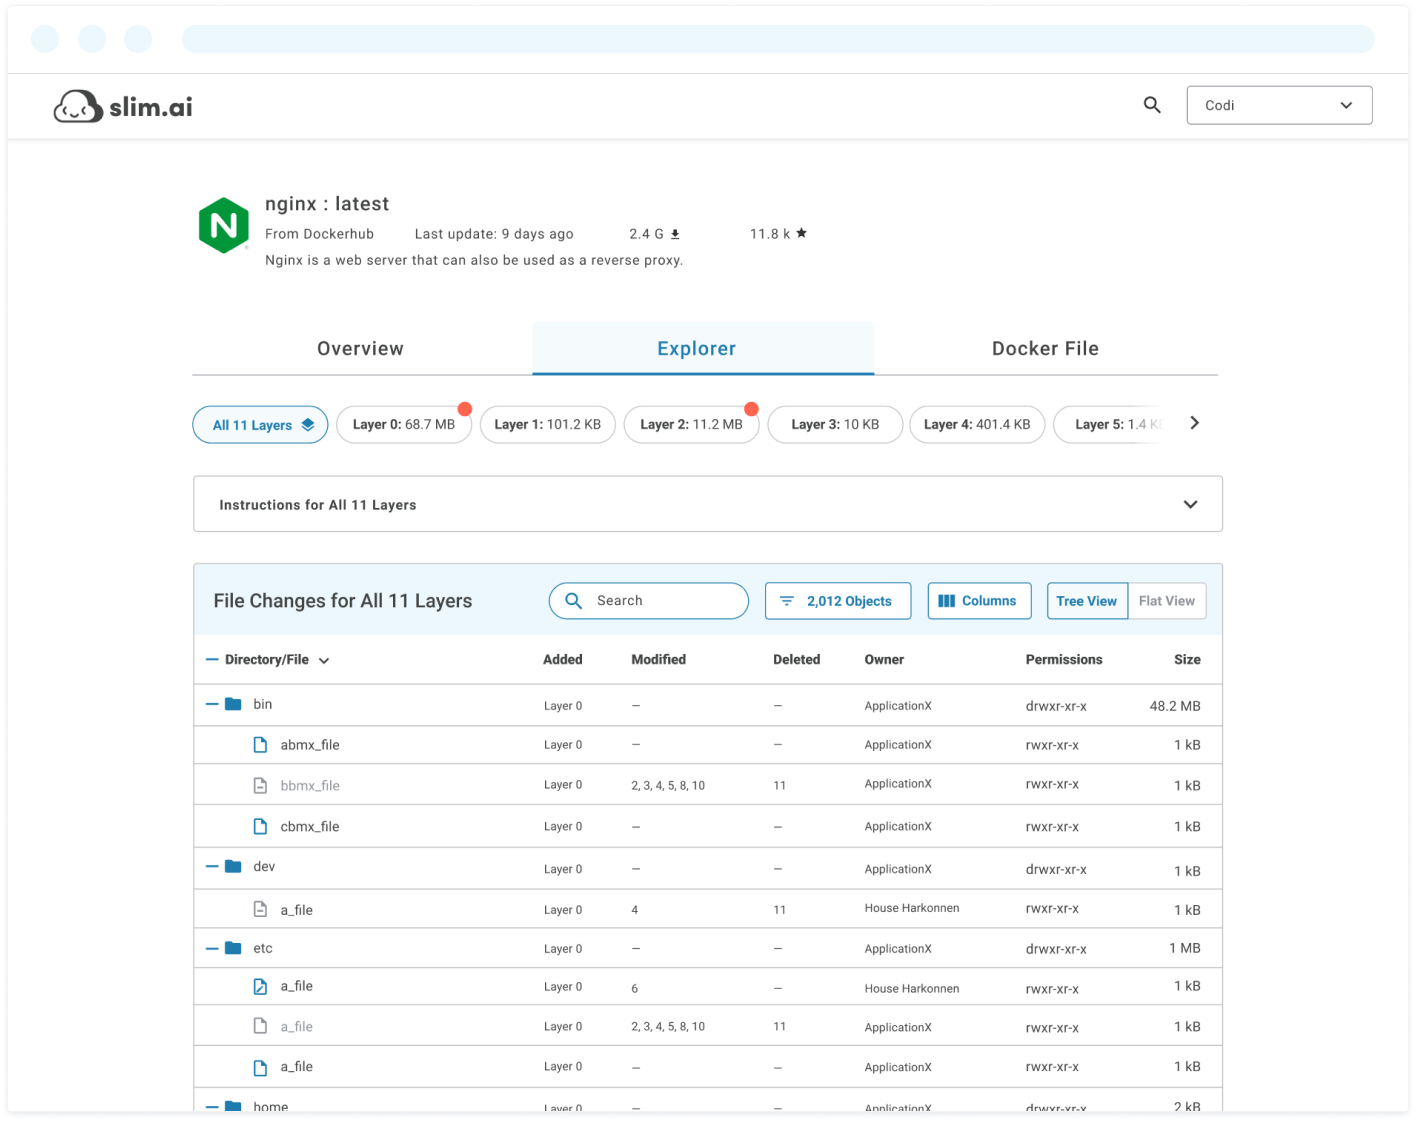 slim.ai
Codi
nginx : latest
From Dockerhub Last update: 9 days ago 2.4 G 11.8 k
Nginx is a web server that can also be used as a reverse proxy.
Overview Explorer Docker File
All 11 Layers Layer 0: 68.7 MB Layer 1: 101.2 KB Layer 2: 11.2 MB Layer 3: 10 KB Layer 4: 401.4 KB Layer 5: 1.4 KB
Instructions for All 11 Layers
File Changes for All 11 Layers Search 2,012 Objects Columns Tree View Flat View
Directory/File Added Modified Deleted Owner Permissions Size
bin Layer 0 – – ApplicationX drwxr-xr-x 48.2 MB
abmx_file Layer 0 – – ApplicationX rwxr-xr-x 1 kB
bbmx_file Layer 0 2, 3, 4, 5, 8, 10 11 ApplicationX rwxr-xr-x 1 kB
cbmx_file Layer 0 – – ApplicationX rwxr-xr-x 1 kB
dev Layer 0 – – ApplicationX drwxr-xr-x 1 kB
a_file Layer 0 4 11 House Harkonnen rwxr-xr-x 1 kB
etc Layer 0 – – ApplicationX drwxr-xr-x 1 MB
a_file Layer 0 6 – House Harkonnen rwxr-xr-x 1 kB
a_file Layer 0 2, 3, 4, 5, 8, 10 11 ApplicationX rwxr-xr-x 1 kB
a_file Layer 0 – – ApplicationX rwxr-xr-x 1 kB
home Layer 0 – – ApplicationX drwxr-xr-x 2 kB